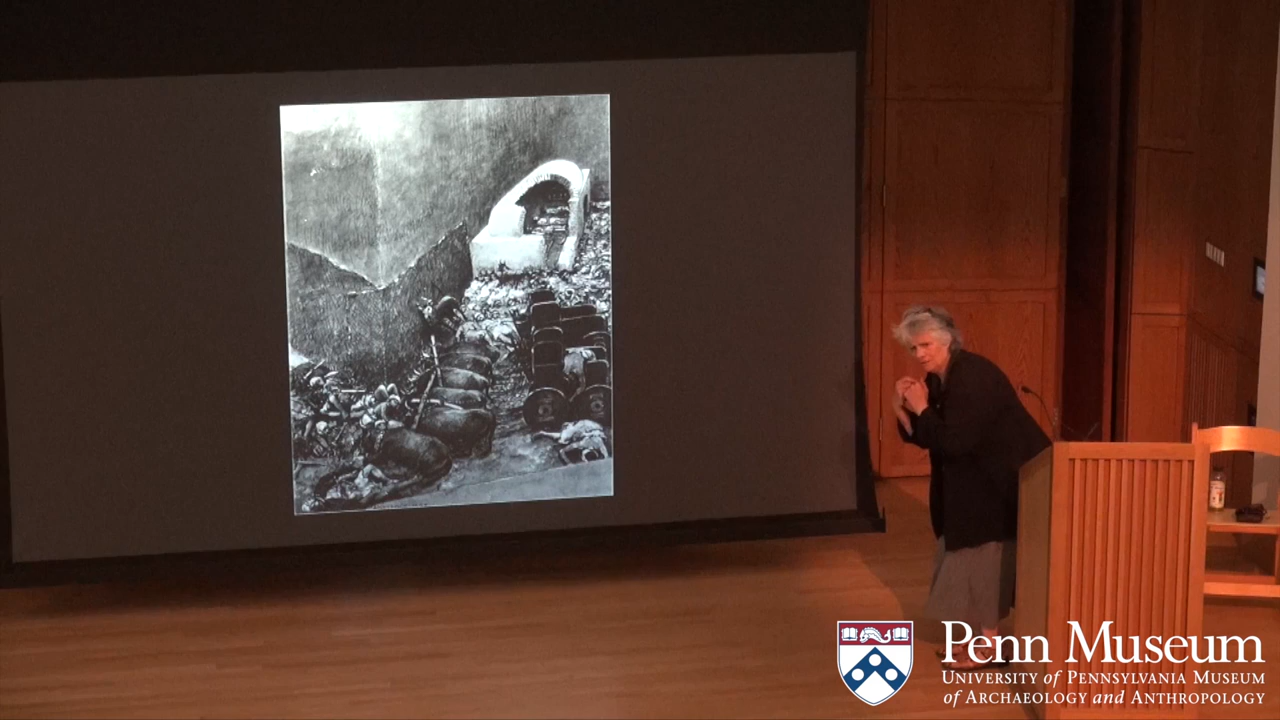 Penn Museum
University of Pennsylvania Museum
of Archaeology and Anthropology